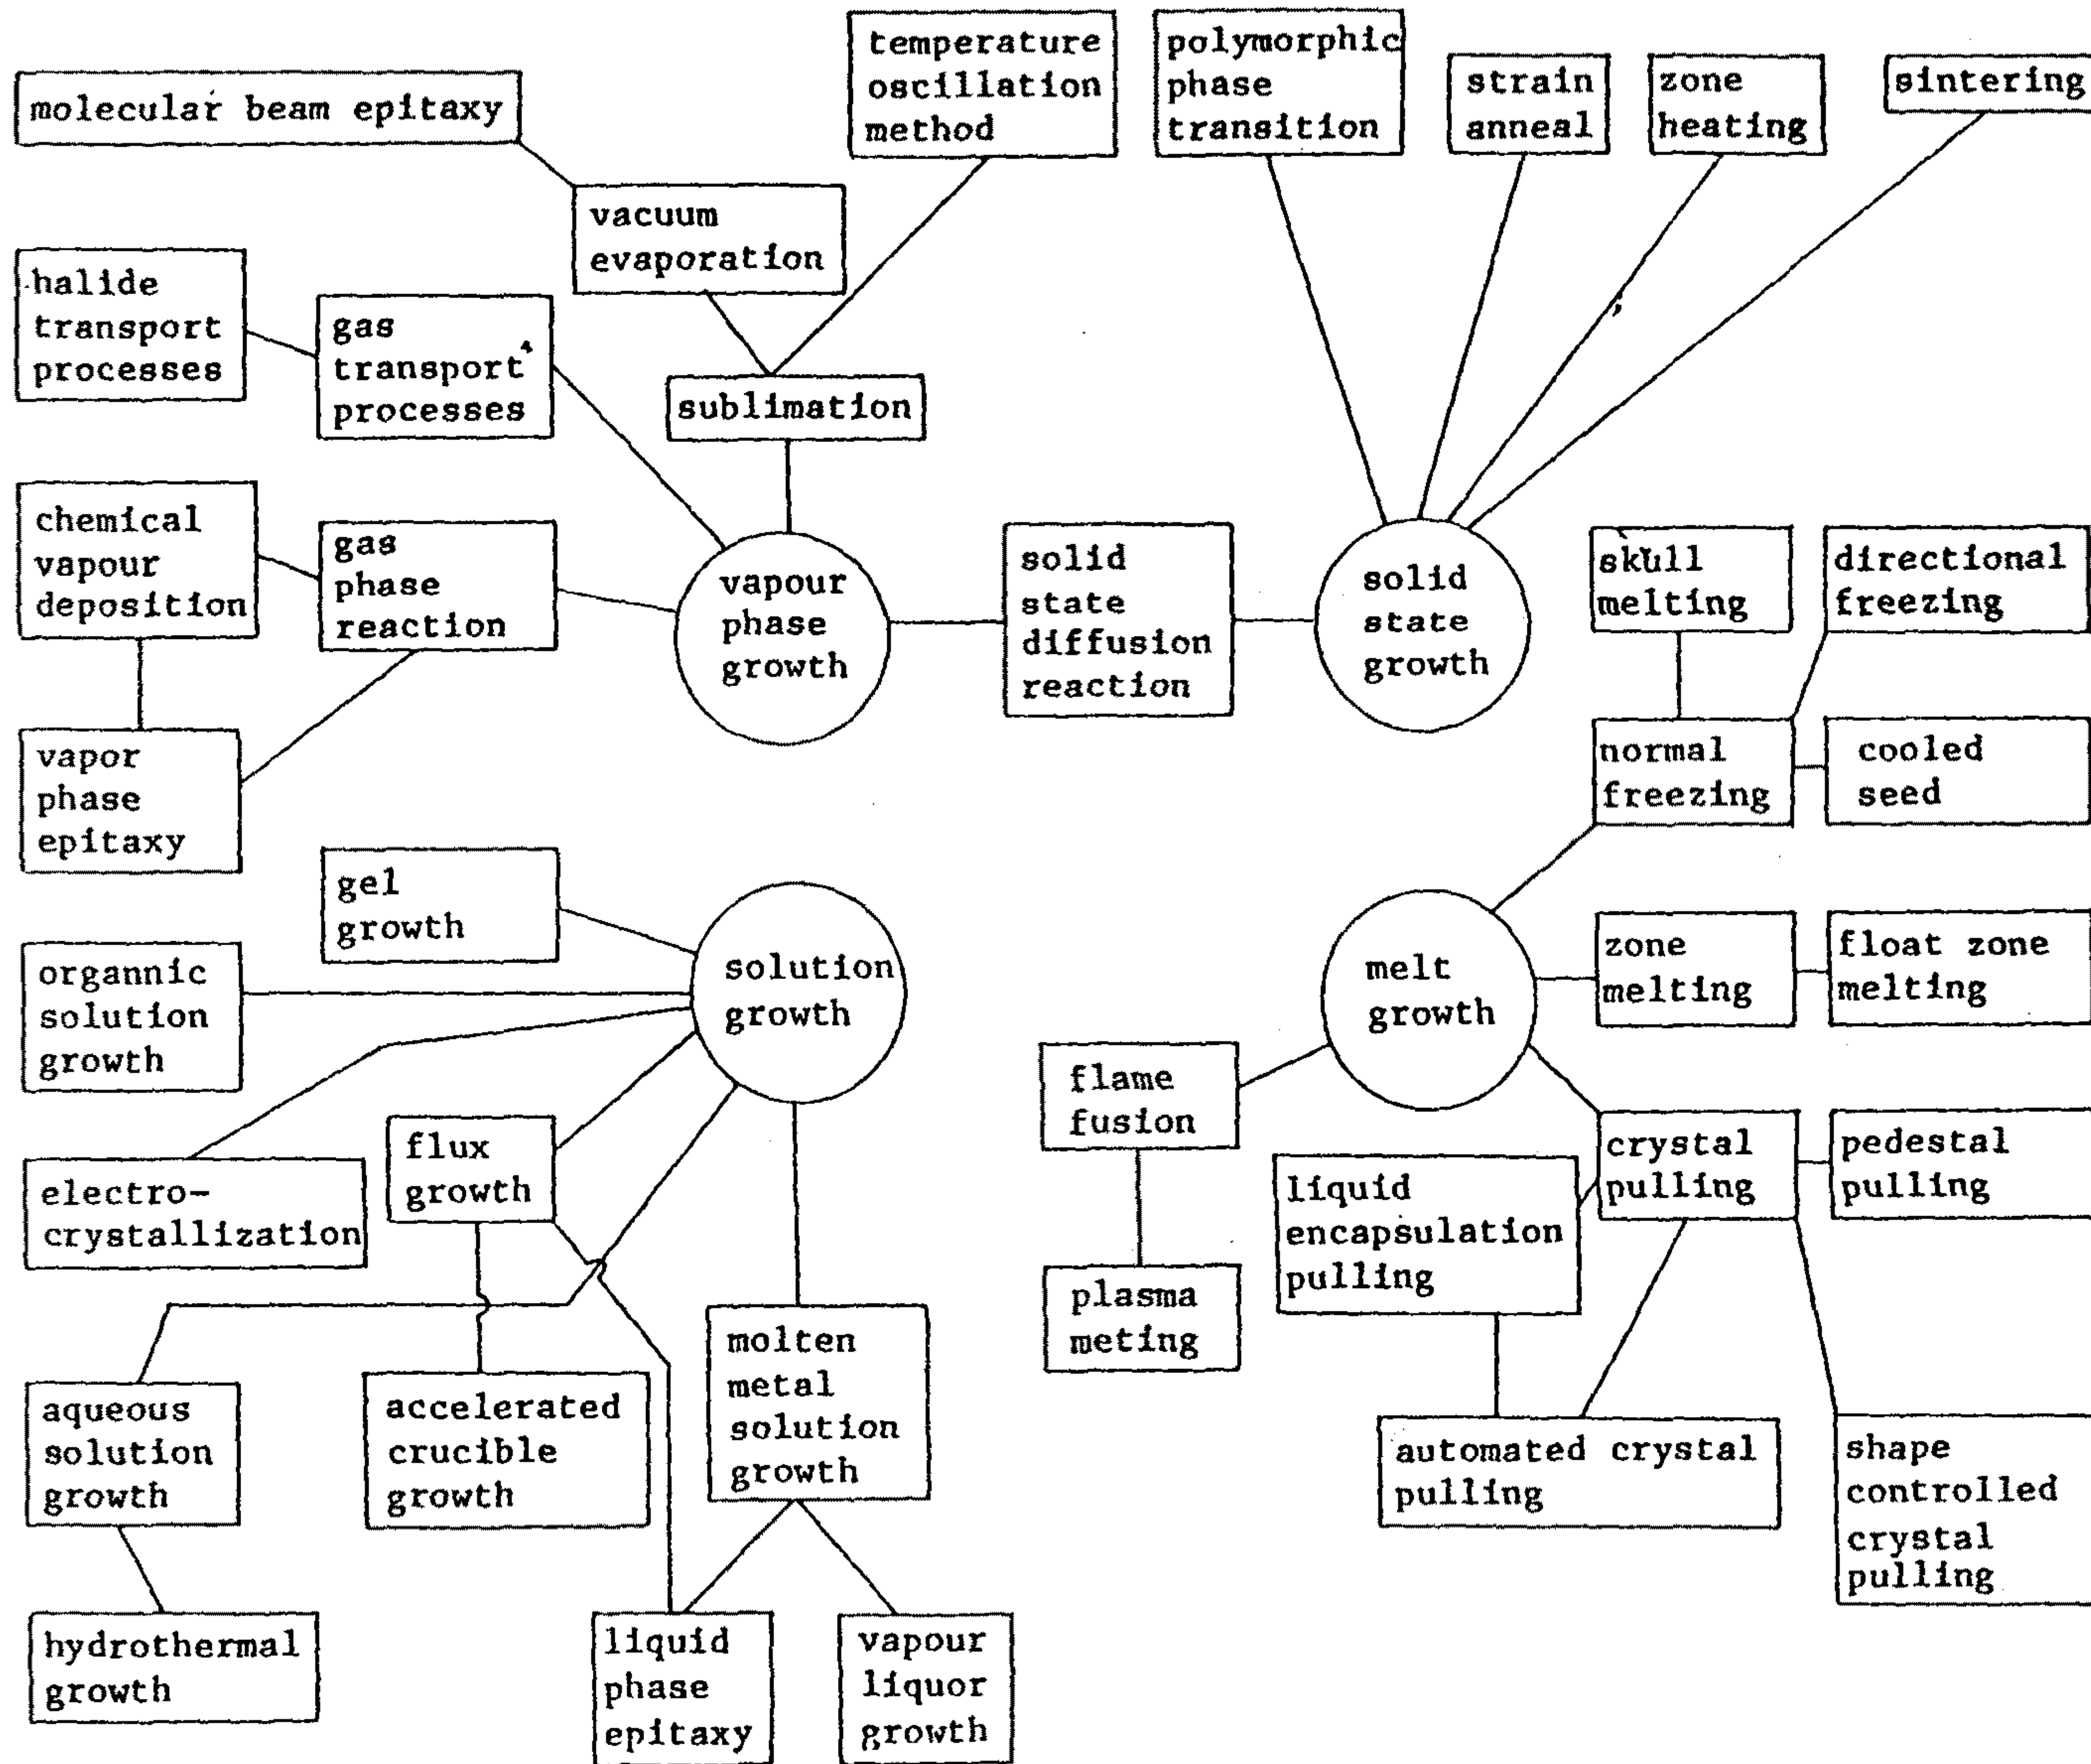 temperature
oscillation
method
polymorphic
phase
transition
strain
anneal
zone
heating
sintering
molecular beam epitaxy
vacuum
evaporation
halide
transport
processes
gas
transport
processes
sublimation
chemical
vapour
deposition
gas
phase
reaction
vapour
phase
growth
solid
state
diffusion
reaction
solid
state
growth
skull
melting
directional
freezing
vapor
phase
epitaxy
normal
freezing
cooled
seed
gel
growth
solution
growth
melt
growth
zone
melting
float zone
melting
organnic
solution
growth
flame
fusion
electro-
crystallization
flux
growth
liquid
encapsulation
pulling
crystal
pulling
pedestal
pulling
plasma
meting
aqueous
solution
growth
accelerated
crucible
growth
molten
metal
solution
growth
automated crystal
pulling
shape
controlled
crystal
pulling
hydrothermal
growth
liquid
phase
epitaxy
vapour
liquor
growth